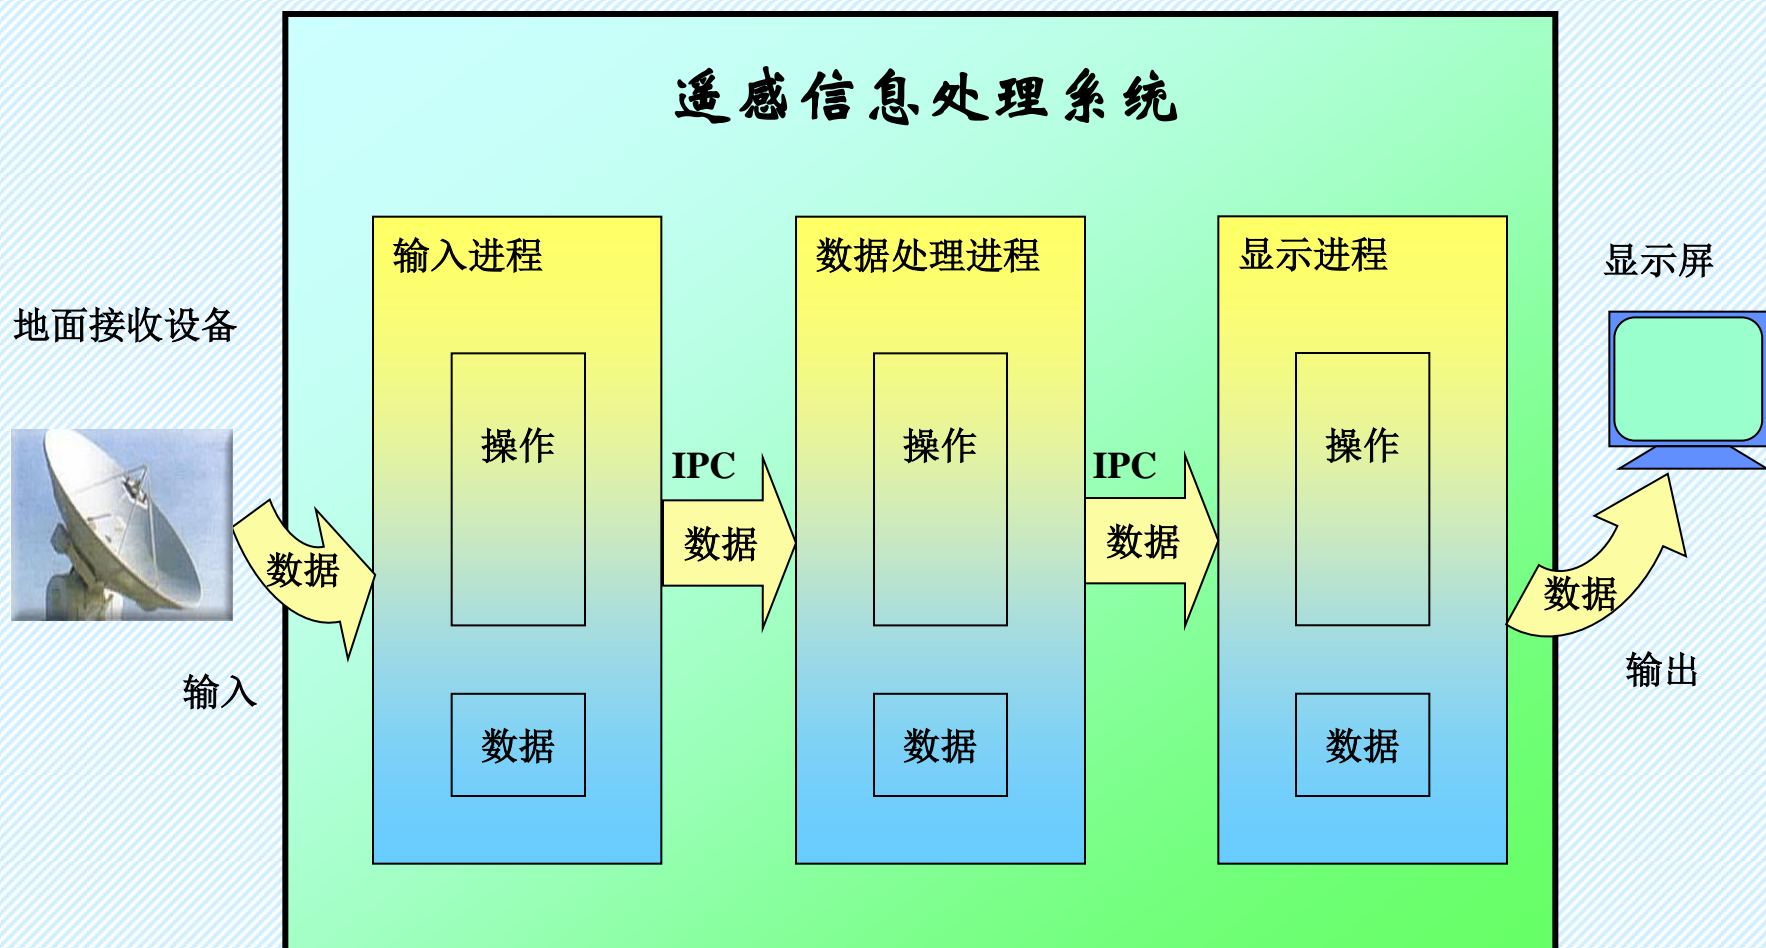 遥感信息处理系统
地面接收设备
输入
数据
输入进程
操作
数据
IPC
数据
数据处理进程
操作
数据
IPC
数据
显示进程
操作
数据
显示屏
数据
输出